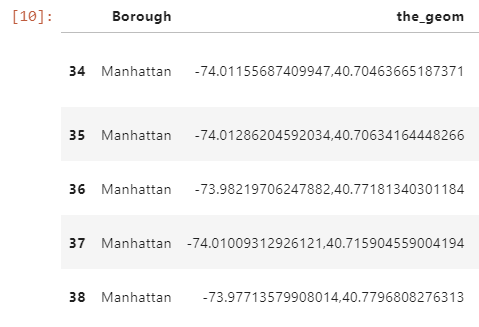 [10]: Borough the_geom
34 Manhattan -74.01155687409947,40.70463665187371
35 Manhattan -74.01286204592034,40.70634164448266
36 Manhattan -73.98219706247882,40.77181340301184
37 Manhattan -74.01009312926121,40.715904559004194
38 Manhattan -73.97713579908014,40.7796808276313